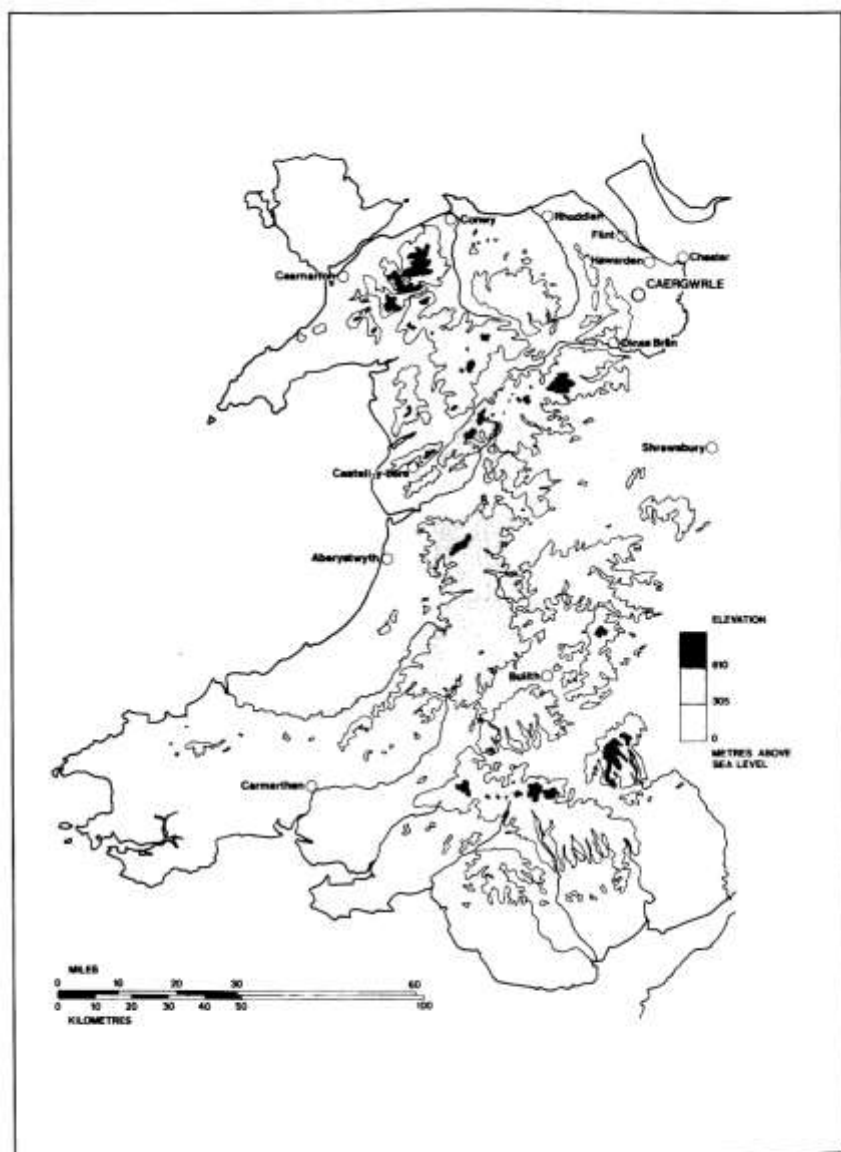 Conwy
Rhuddlan
Flint
Hawarden
Chester
Caernarfon
CAERGWRLE
Dinas Brân
Shrewsbury
Castell-y-bere
Aberystwyth
ELEVATION
610
305
0
METRES ABOVE
SEA LEVEL
Builth
Carmarthen
MILES
0 10 20 30 60
0 10 20 30 40 50 100
KILOMETRES